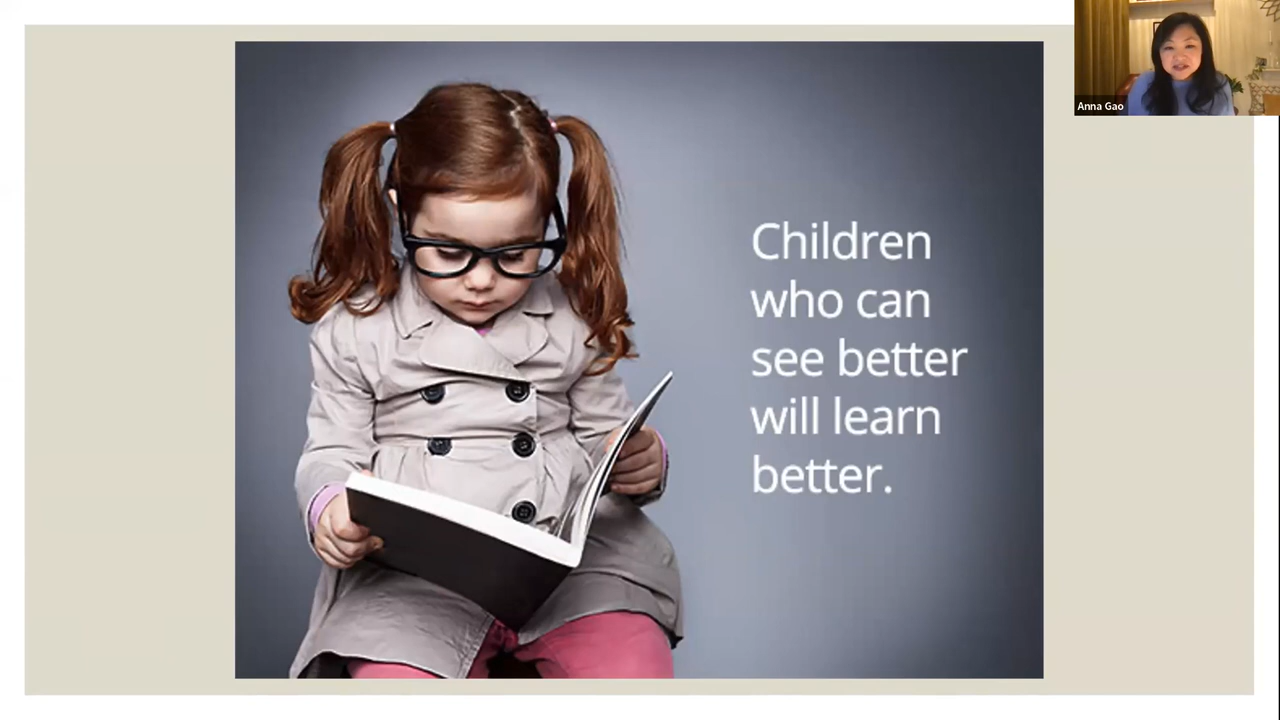 Anna Gao
Children
who can
see better
will learn
better.